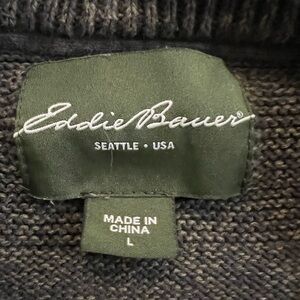 Eddie Bauer
SEATTLE • USA
MADE IN
CHINA
L